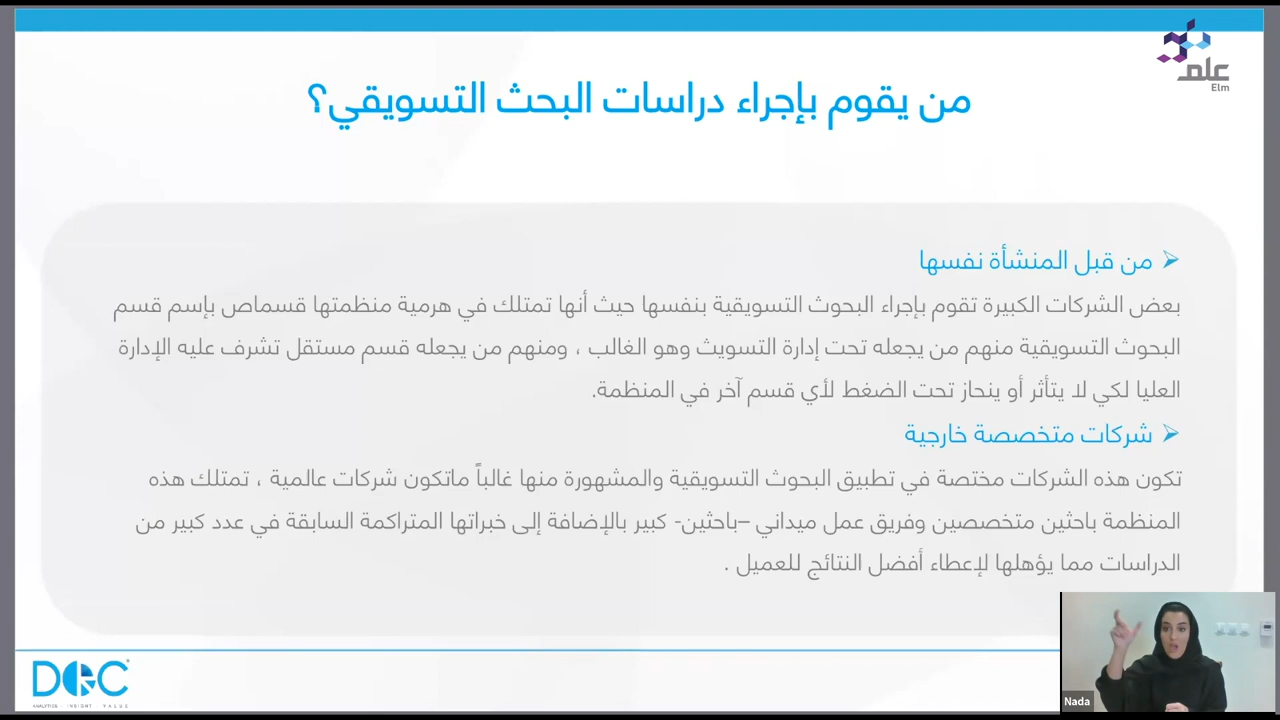 علم
Elm
من يقوم بإجراء دراسات البحث التسويقي؟
من قبل المنشأة نفسها
بعض الشركات الكبيرة تقوم بإجراء البحوث التسويقية بنفسها حيث أنها تمتلك في هرمية منظمتها قسماص بإسم قسم
البحوث التسويقية منهم من يجعله تحت إدارة التسويث وهو الغالب ، ومنهم من يجعله قسم مستقل تشرف عليه الإدارة
العليا لكي لا يتأثر أو ينحاز تحت الضغط لأي قسم آخر في المنظمة.
شركات متخصصة خارجية
تكون هذه الشركات مختصة في تطبيق البحوث التسويقية والمشهورة منها غالباً ماتكون شركات عالمية ، تمتلك هذه
المنظمة باحثين متخصصين وفريق عمل ميداني –باحثين- كبير بالإضافة إلى خبراتها المتراكمة السابقة في عدد كبير من
الدراسات مما يؤهلها لإعطاء أفضل النتائج للعميل .
DQC
ANALYTICS · INSIGHT · VALUE
Nada